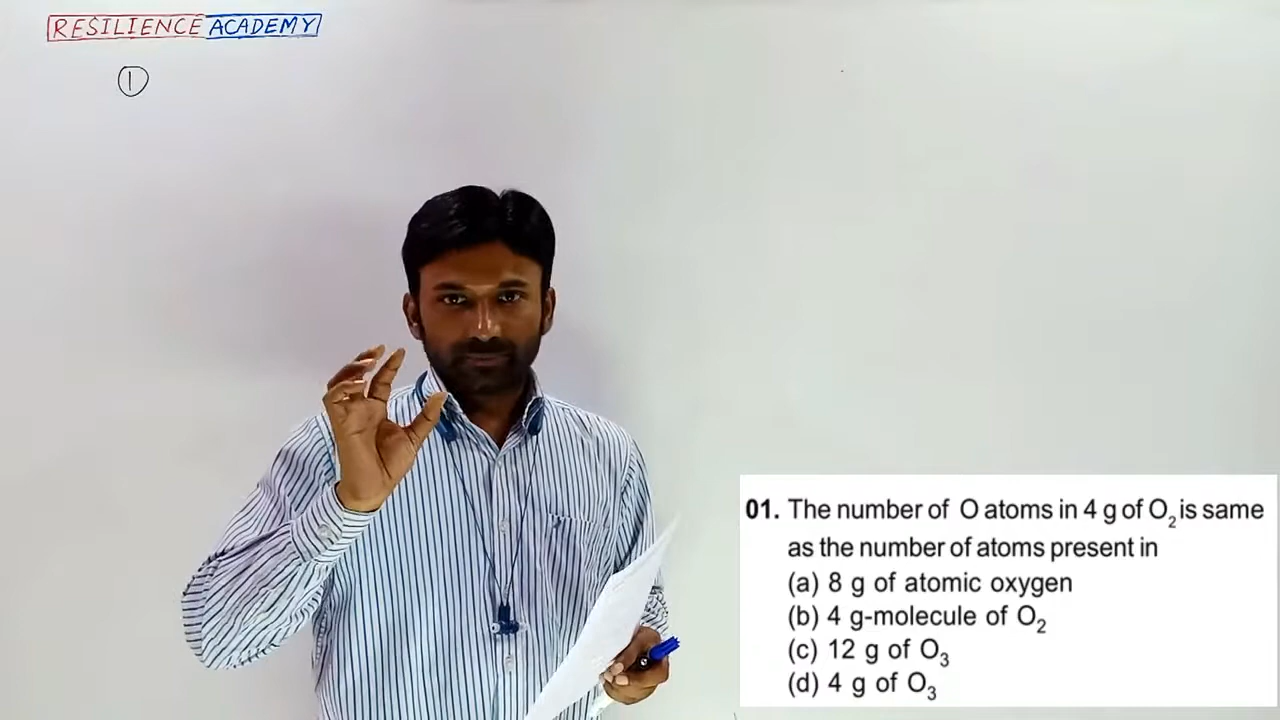 RESILIENCE ACADEMY
①
01. The number of O atoms in 4 g of O₂ is same
as the number of atoms present in
(a) 8 g of atomic oxygen
(b) 4 g-molecule of O₂
(c) 12 g of O₃
(d) 4 g of O₃